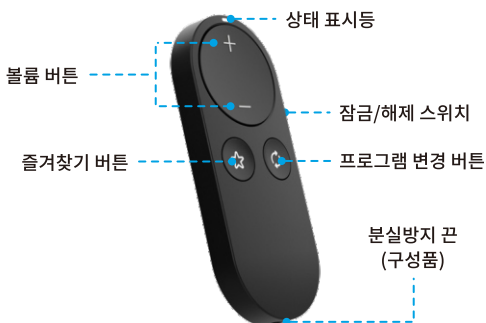 상태 표시등
볼륨 버튼
잠금/해제 스위치
즐겨찾기 버튼
프로그램 변경 버튼
분실방지 끈
(구성품)